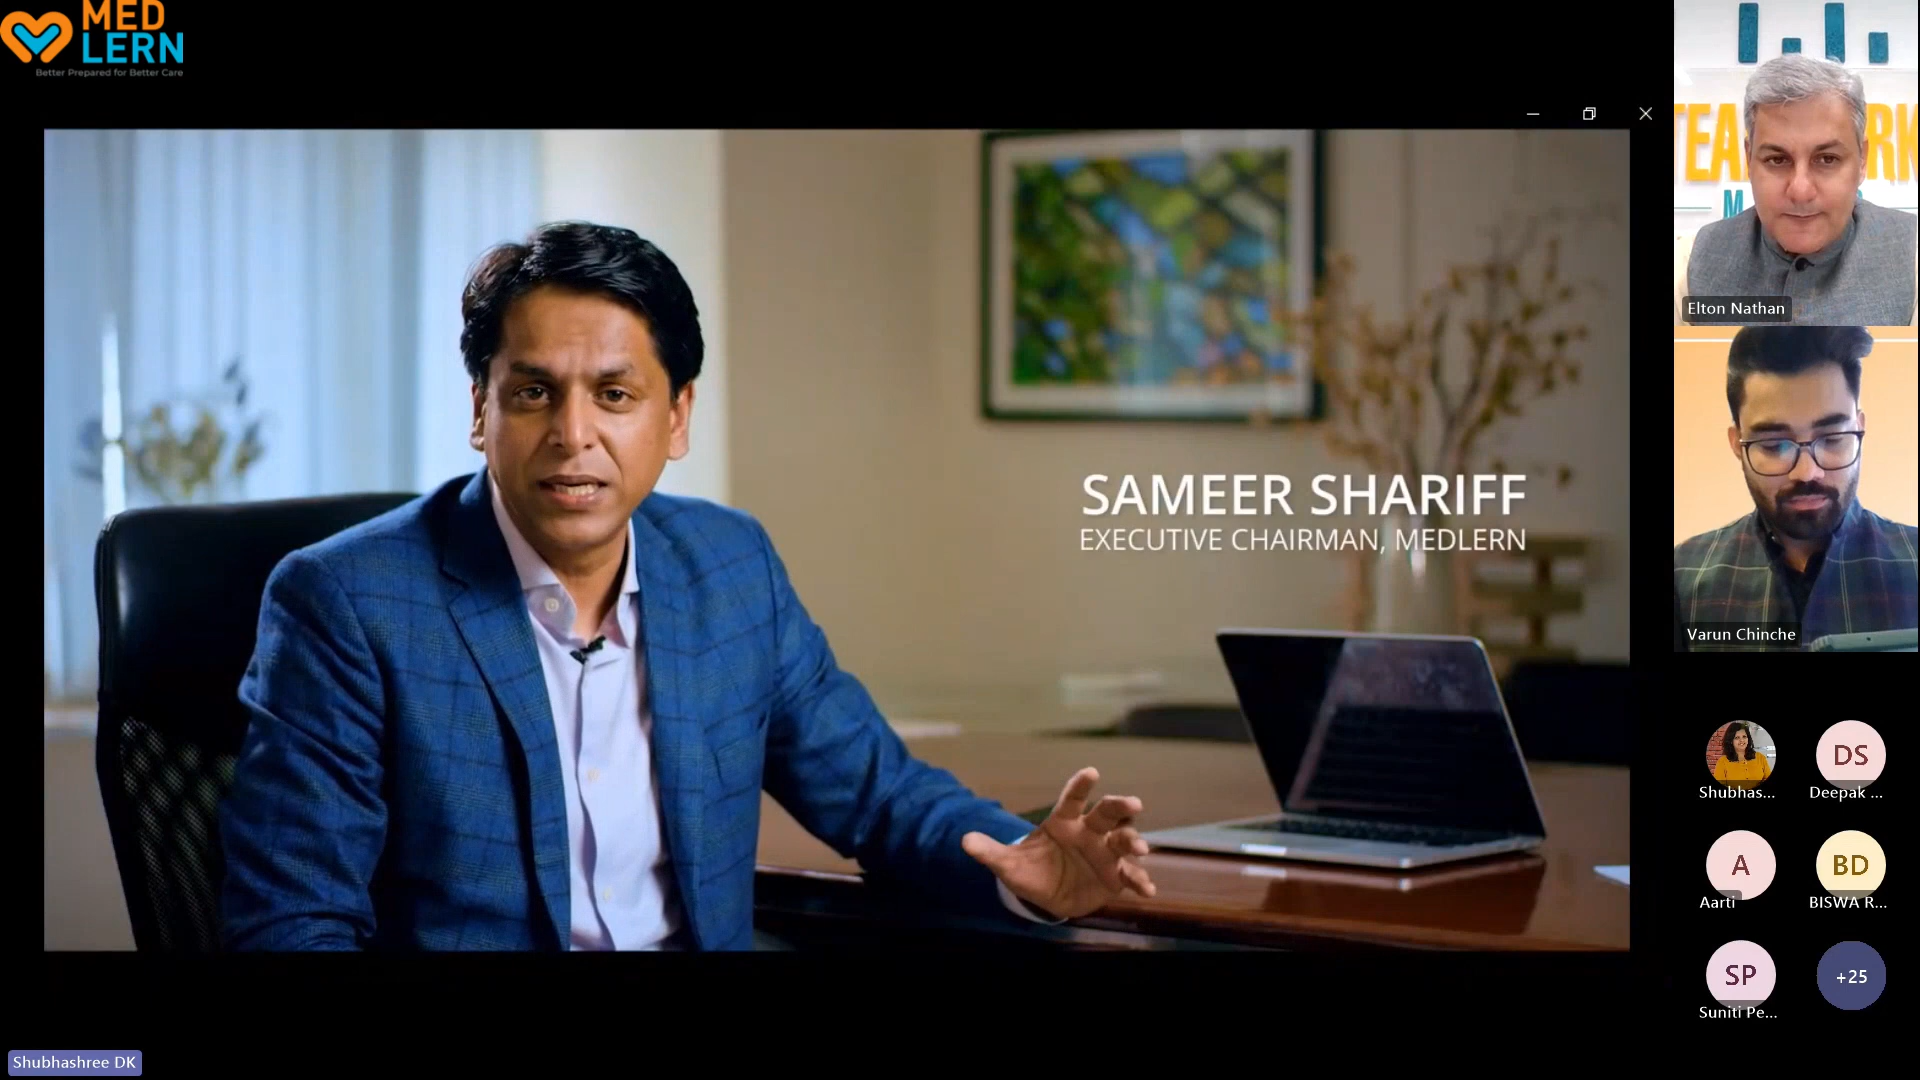 MED
LERN
Better Prepared for Better Care
SAMEER SHARIFF
EXECUTIVE CHAIRMAN, MEDLERN
Elton Nathan
Varun Chinche
Shubhas...
DS
Deepak ...
A
Aarti
BD
BISWA R...
SP
Suniti Pe...
+25
Shubhashree DK